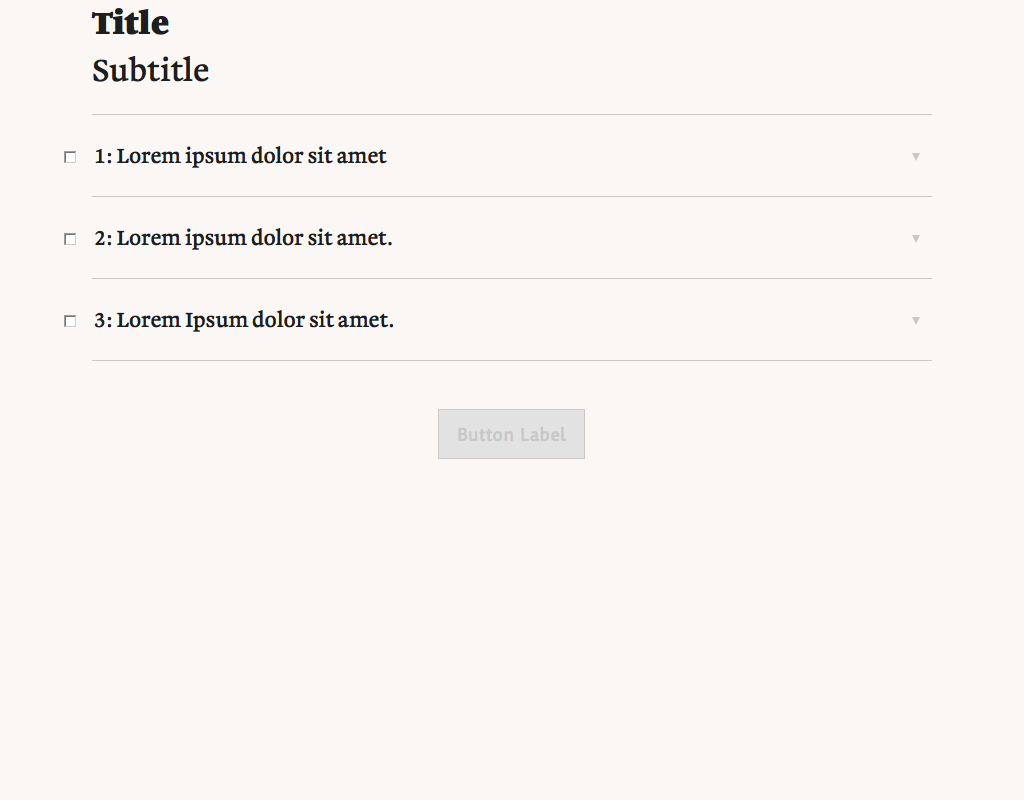 Title
Subtitle
1: Lorem ipsum dolor sit amet
2: Lorem ipsum dolor sit amet.
3: Lorem Ipsum dolor sit amet.
Button Label